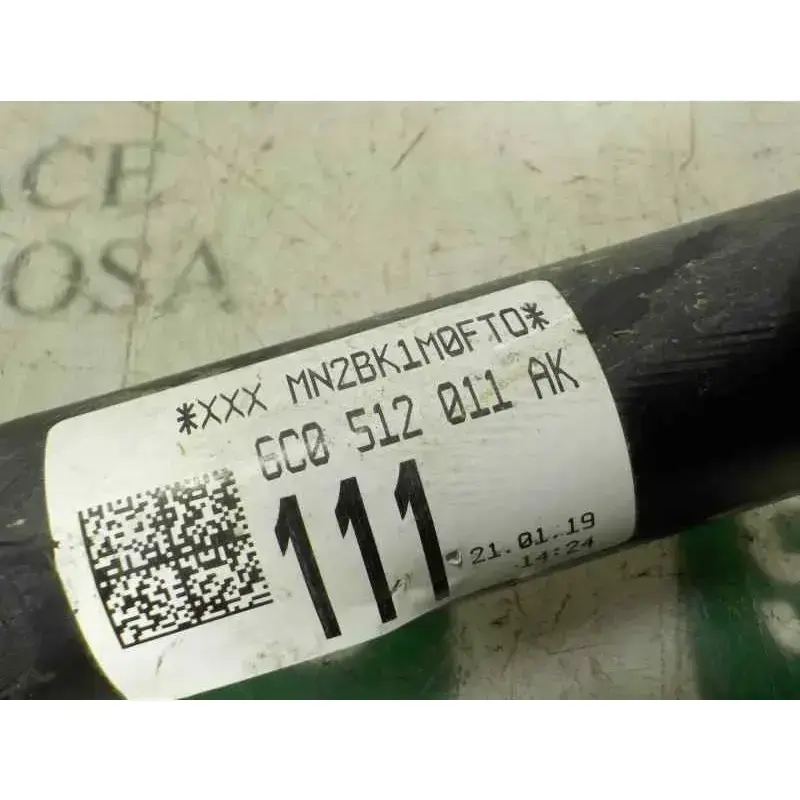 ACE
OSA
*XXX MN2BK1M0FTO*
6C0 512 011 AK
111
21.01.19
14:24